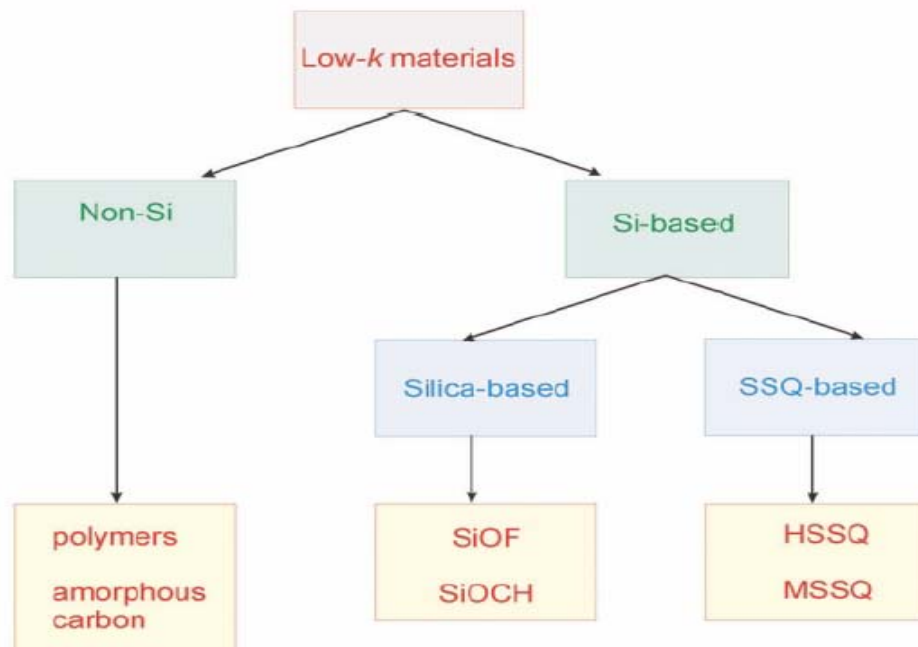 Low-k materials
Non-Si
Si-based
Silica-based
SSQ-based
polymers
amorphous
carbon
SiOF
SiOCH
HSSQ
MSSQ